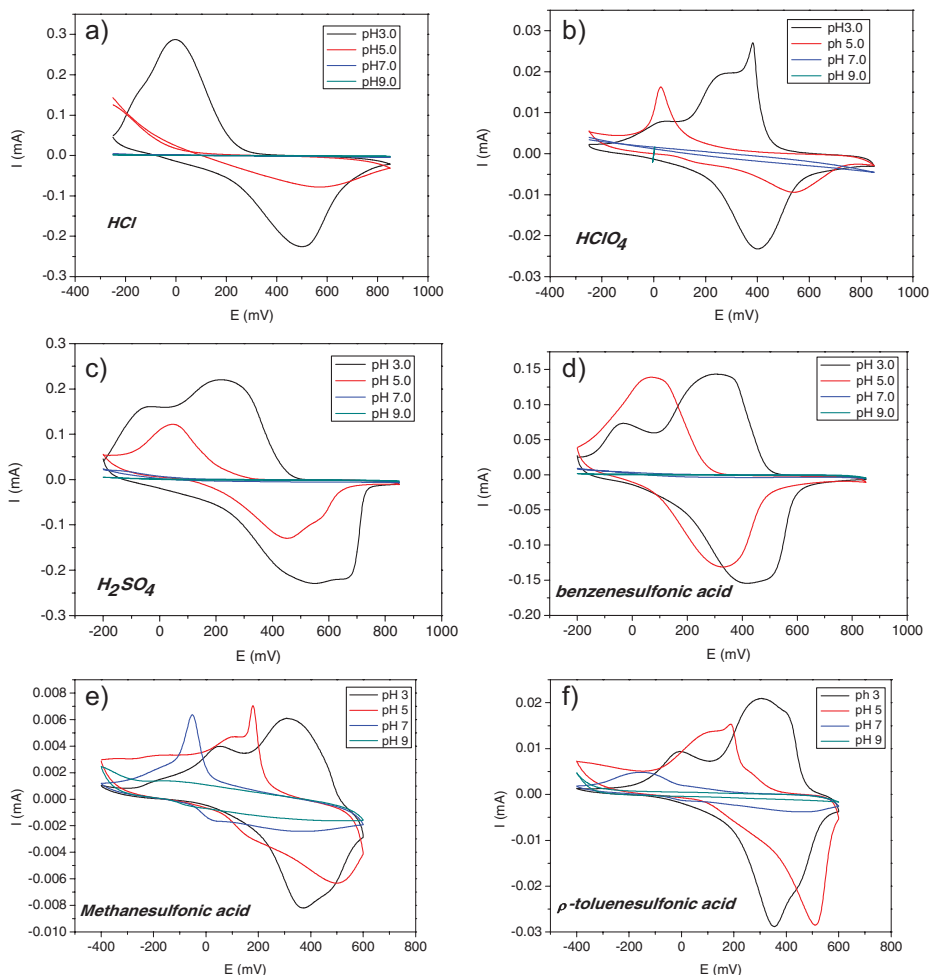 a)
0.3
0.2
0.1
0.0
-0.1
0.2
-0.3
I (mA)
pH3.0
pH5.0
pH7.0
pH9.0
HCl
-400 -200 0 200 400 600 800 1000
E (mV)
b)
0.03
0.02
0.01
0.00
-0.01
-0.02
-0.03
I (mA)
pH3.0
ph 5.0
pH 7.0
pH 9.0
HClO4
-400 -200 0 200 400 600 800 1000
E (mV)
c)
0.3
0.2
0.1
0.0
-0.1
-0.2
-0.3
I (mA)
pH 3.0
pH 5.0
pH 7.0
pH 9.0
H2SO4
-200 0 200 400 600 800 1000
E (mV)
d)
0.15
0.10
0.05
0.00
-0.05
-0.10
-0.15
-0.20
I (mA)
pH 3.0
pH 5.0
pH 7.0
pH 9.0
benzenesulfonic acid
-200 0 200 400 600 800 1000
E (mV)
e)
0.008
0.006
0.004
0.002
0.000
-0.002
-0.004
-0.006
-0.008
-0.010
I (mA)
pH 3
pH 5
pH 7
pH 9
Methanesulfonic acid
-400 -200 0 200 400 600 800
E (mV)
f)
0.02
0.01
0.00
-0.01
-0.02
-0.03
I (mA)
ph 3
pH 5
pH 7
pH 9
ρ-toluenesulfonic acid
-400 -200 0 200 400 600 800
E (mV)